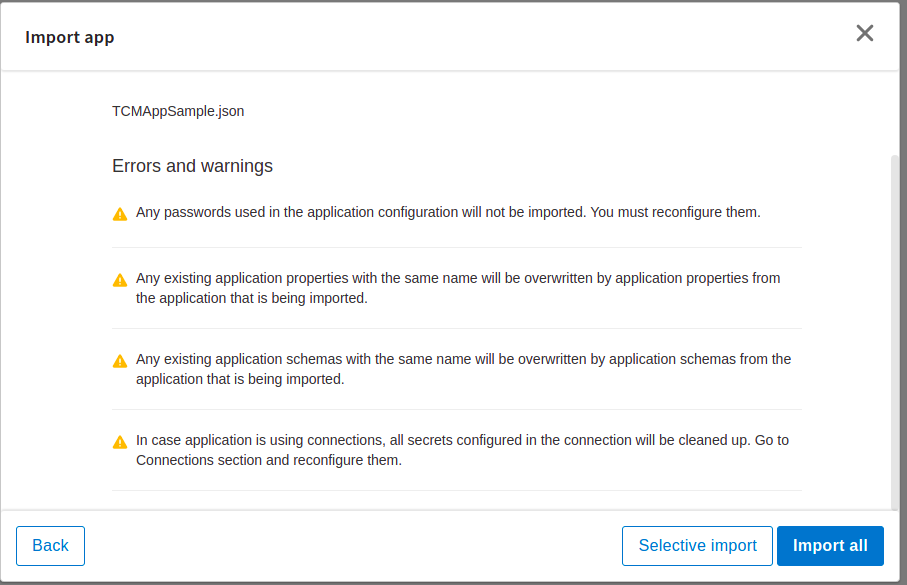 Import app
TCMAppSample.json
Errors and warnings
Any passwords used in the application configuration will not be imported. You must reconfigure them.
Any existing application properties with the same name will be overwritten by application properties from
the application that is being imported.
Any existing application schemas with the same name will be overwritten by application schemas from the
application that is being imported.
In case application is using connections, all secrets configured in the connection will be cleaned up. Go to
Connections section and reconfigure them.
Back
Selective import
Import all